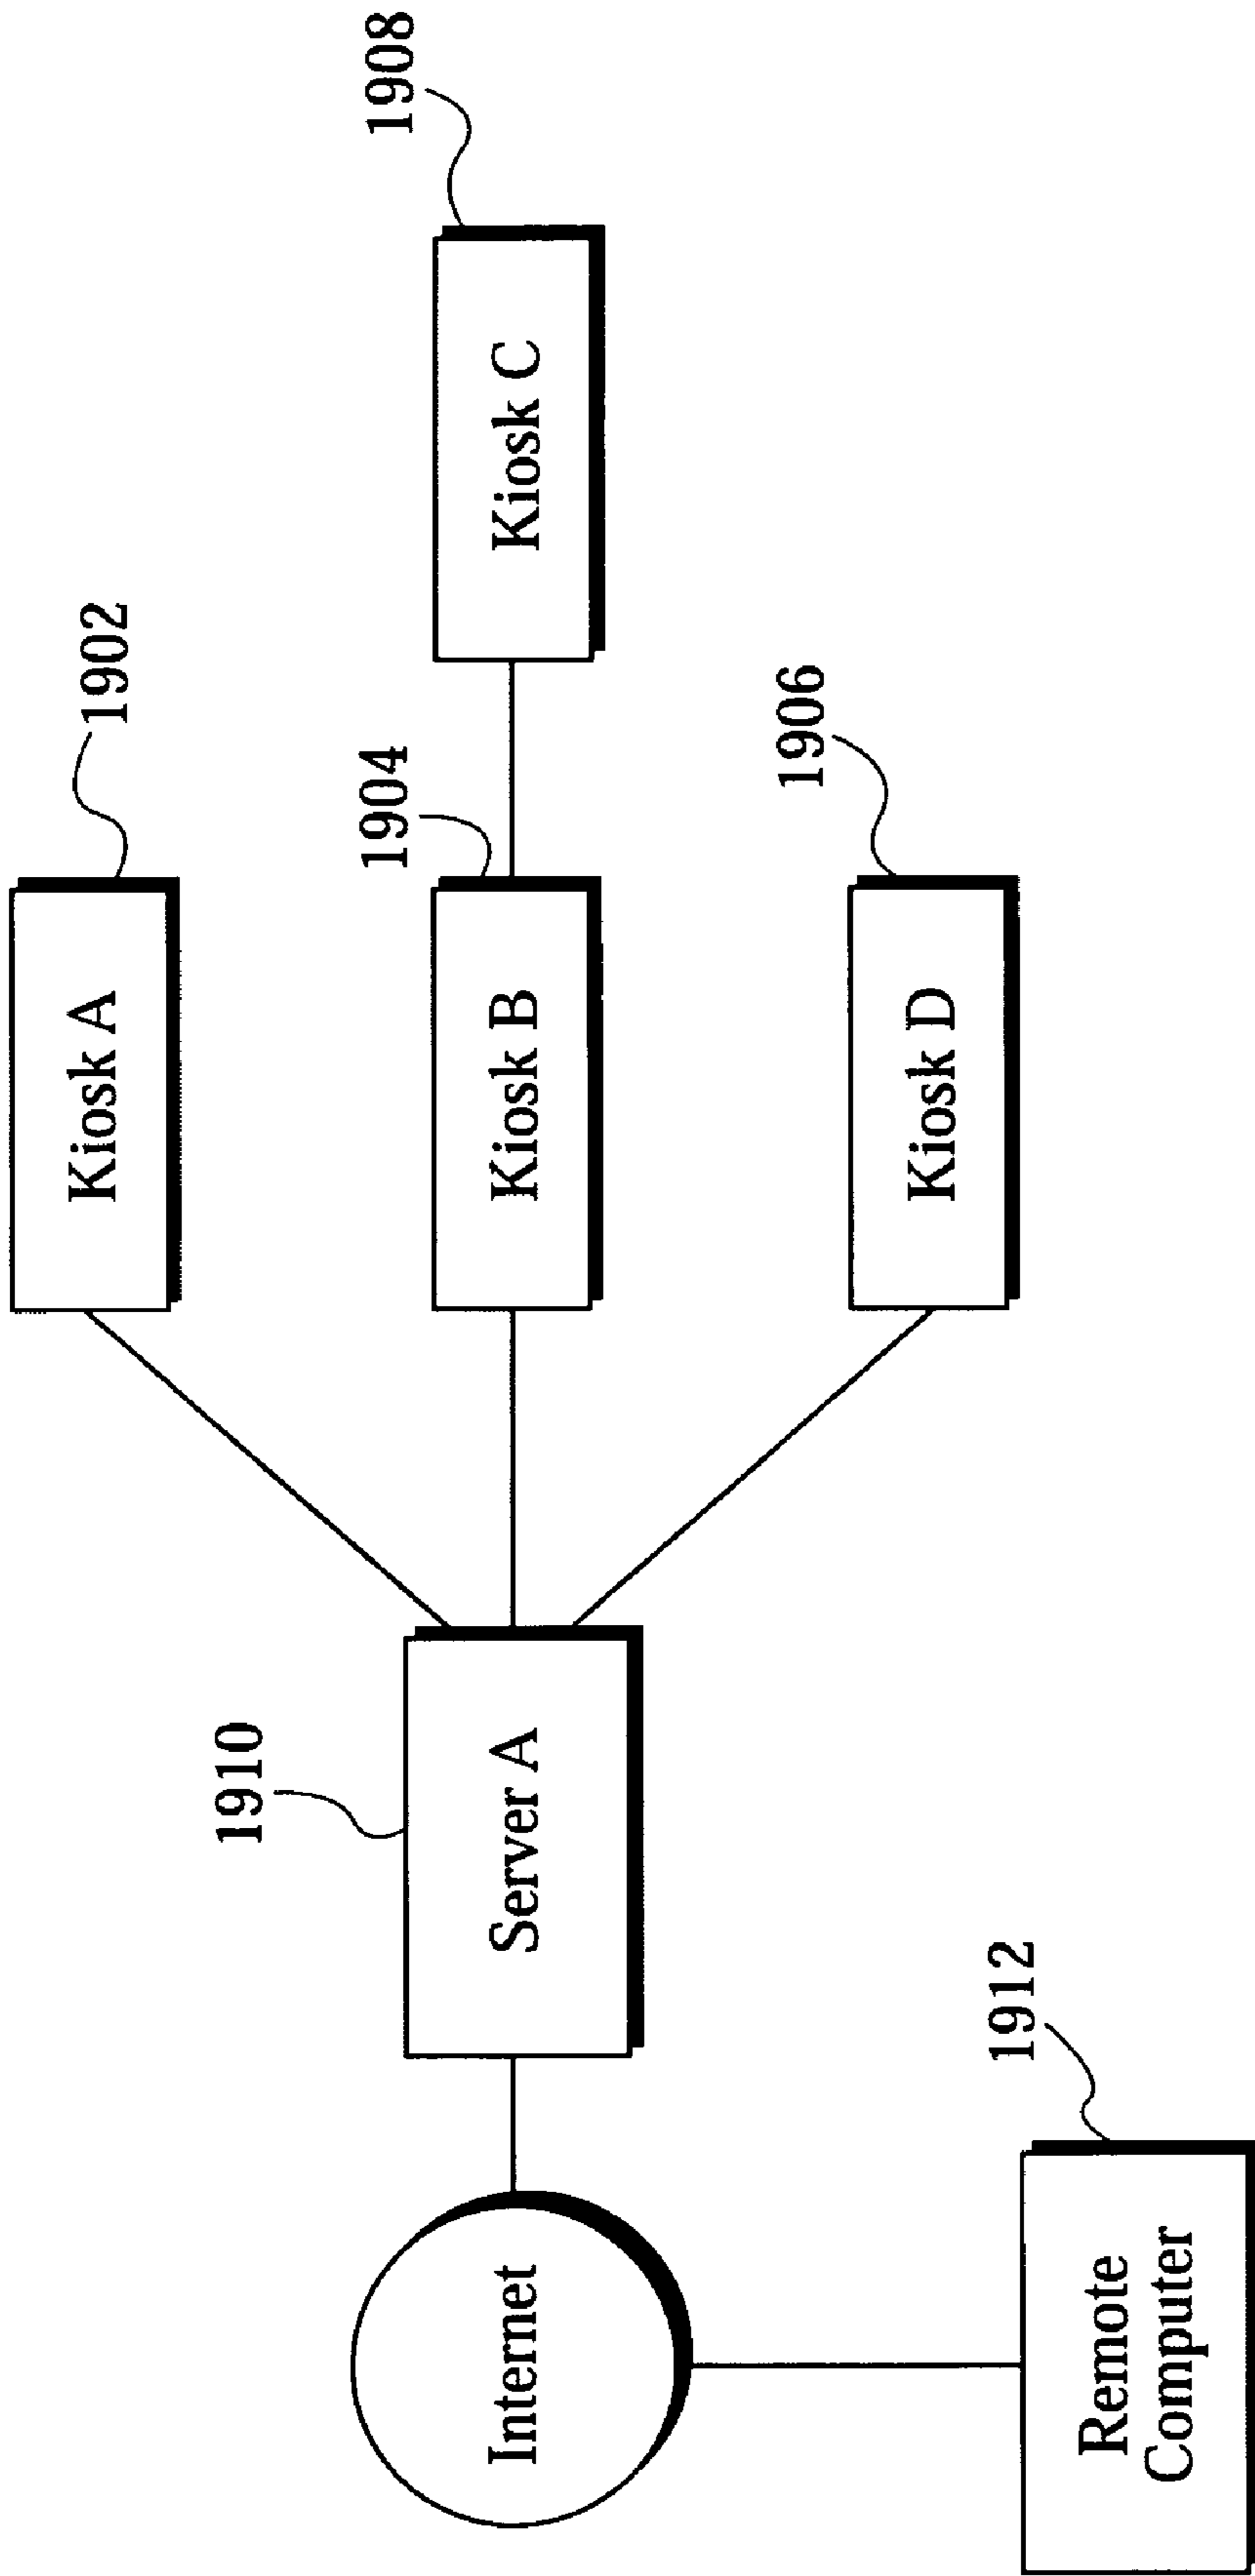 1902
Kiosk A
1910
1904
1908
Internet
Server A
Kiosk B
Kiosk C
1912
1906
Remote
Computer
Kiosk D